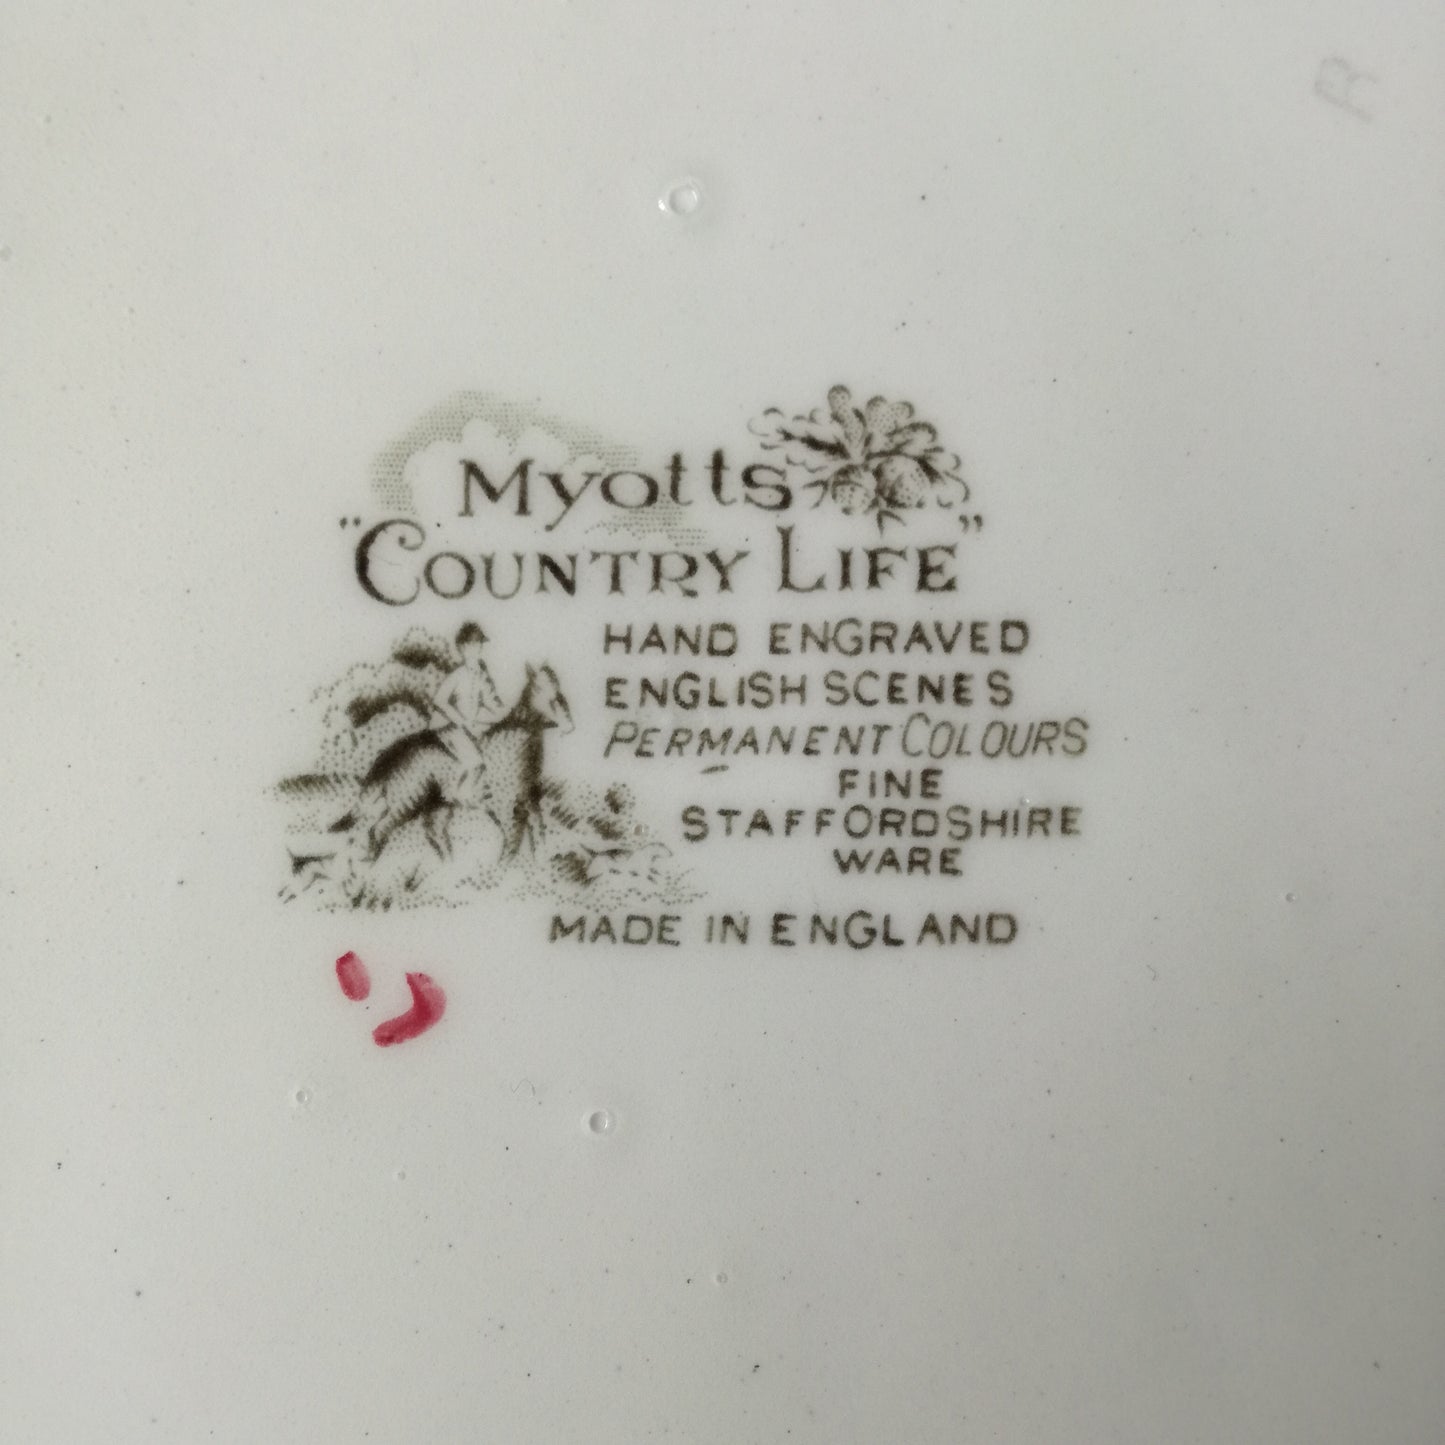 Myotts
"COUNTRY LIFE"
HAND ENGRAVED
ENGLISH SCENES
PERMANENT COLOURS
FINE
STAFFORDSHIRE
WARE
MADE IN ENGLAND